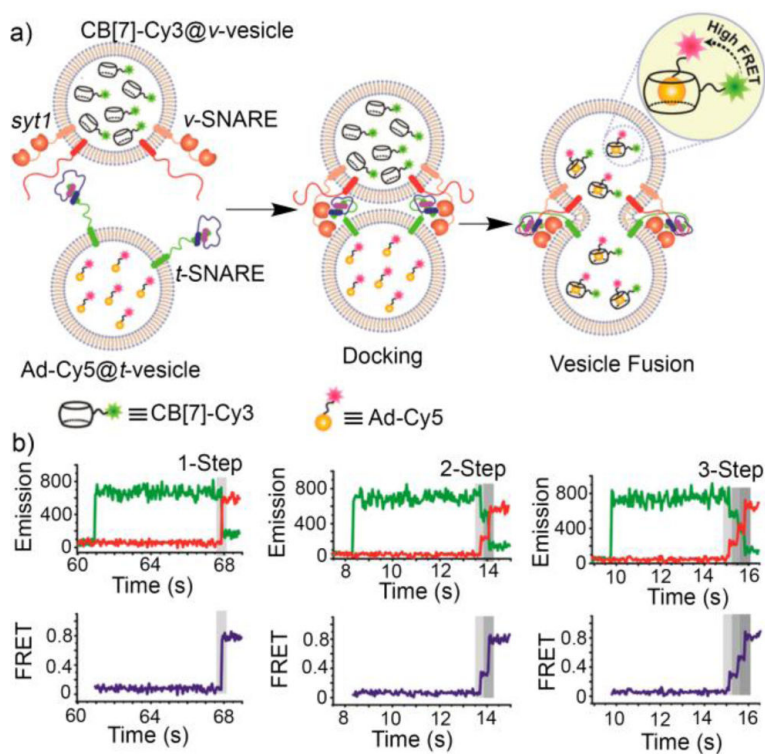 a)
CB[7]-Cy3@v-vesicle
High FRET
syt1
v-SNARE
t-SNARE
Docking
Vesicle Fusion
Ad-Cy5@t-vesicle
≡ CB[7]-Cy3
≡ Ad-Cy5
b)
1-Step
2-Step
3-Step
Emission
800
400
0
60 64 66 68
Time (s)
Emission
800
400
0
8 10 12 14
Time (s)
Emission
800
400
0
10 12 14 16
Time (s)
FRET
0.8
0.4
0
60 64 66 68
Time (s)
FRET
0.8
0.4
0
8 10 12 14
Time (s)
FRET
0.8
0.4
0
10 12 14 16
Time (s)